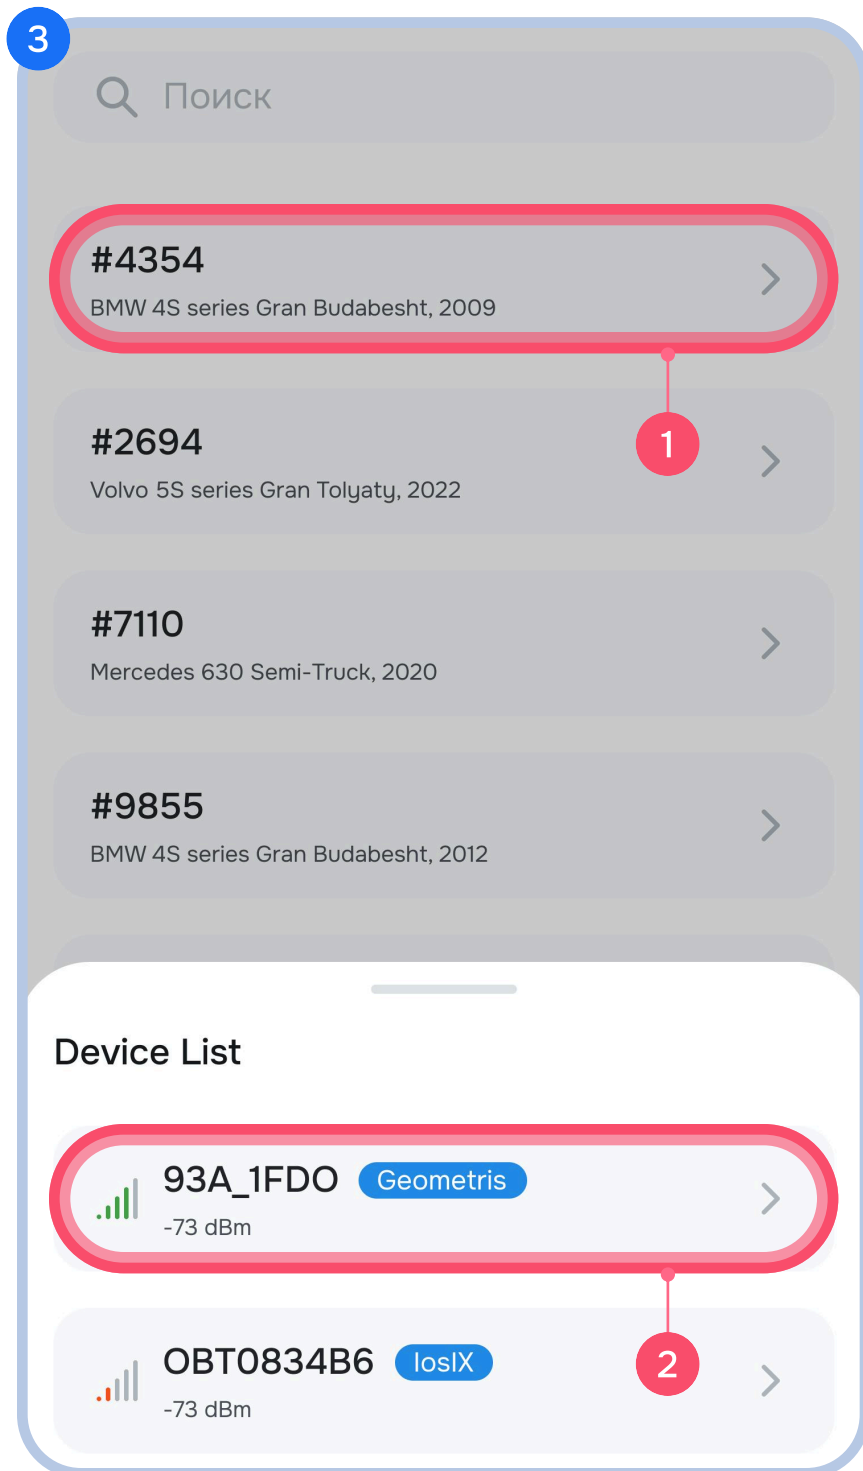 3
Поиск
#4354
BMW 4S series Gran Budabesht, 2009
1
#2694
Volvo 5S series Gran Tolyaty, 2022
#7110
Mercedes 630 Semi-Truck, 2020
#9855
BMW 4S series Gran Budabesht, 2012
Device List
93A_1FDO Geometris
-73 dBm
2
OBT0834B6 IosIX
-73 dBm